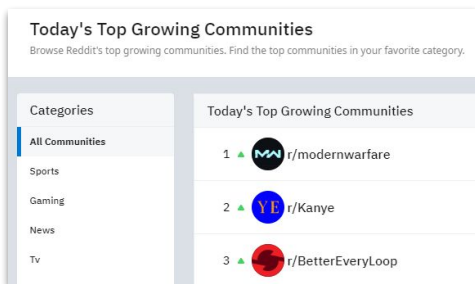 Today's Top Growing Communities
Browse Reddit's top growing communities. Find the top communities in your favorite category.
Categories
All Communities
Sports
Gaming
News
Tv
Today's Top Growing Communities
1 MW r/modernwarfare
2 YE r/Kanye
3 r/BetterEveryLoop